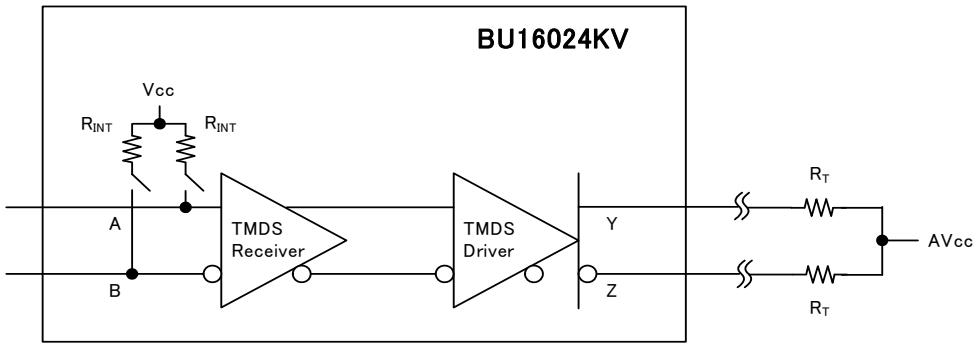 BU16024KV
Vcc
RINT
RINT
RT
A
TMDS
Receiver
TMDS
Driver
Y
AVcc
B
Z
RT